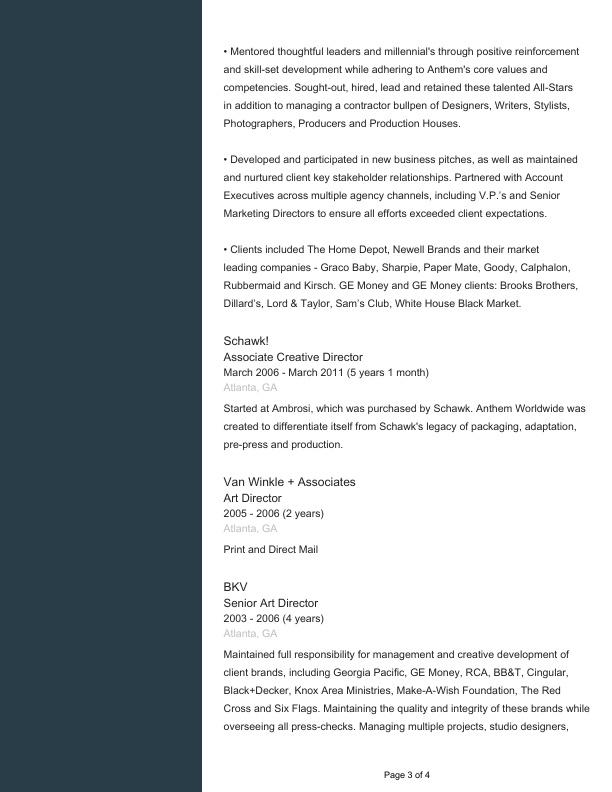 • Mentored thoughtful leaders and millennial's through positive reinforcement
and skill-set development while adhering to Anthem's core values and
competencies. Sought-out, hired, lead and retained these talented All-Stars
in addition to managing a contractor bullpen of Designers, Writers, Stylists,
Photographers, Producers and Production Houses.
• Developed and participated in new business pitches, as well as maintained
and nurtured client key stakeholder relationships. Partnered with Account
Executives across multiple agency channels, including V.P.'s and Senior
Marketing Directors to ensure all efforts exceeded client expectations.
• Clients included The Home Depot, Newell Brands and their market
leading companies - Graco Baby, Sharpie, Paper Mate, Goody, Calphalon,
Rubbermaid and Kirsch. GE Money and GE Money clients: Brooks Brothers,
Dillard's, Lord & Taylor, Sam's Club, White House Black Market.
Schawk!
Associate Creative Director
March 2006 - March 2011 (5 years 1 month)
Atlanta, GA
Started at Ambrosi, which was purchased by Schawk. Anthem Worldwide was
created to differentiate itself from Schawk's legacy of packaging, adaptation,
pre-press and production.
Van Winkle + Associates
Art Director
2005 - 2006 (2 years)
Atlanta, GA
Print and Direct Mail
BKV
Senior Art Director
2003 - 2006 (4 years)
Atlanta, GA
Maintained full responsibility for management and creative development of
client brands, including Georgia Pacific, GE Money, RCA, BB&T, Cingular,
Black+Decker, Knox Area Ministries, Make-A-Wish Foundation, The Red
Cross and Six Flags. Maintaining the quality and integrity of these brands while
overseeing all press-checks. Managing multiple projects, studio designers,
Page 3 of 4